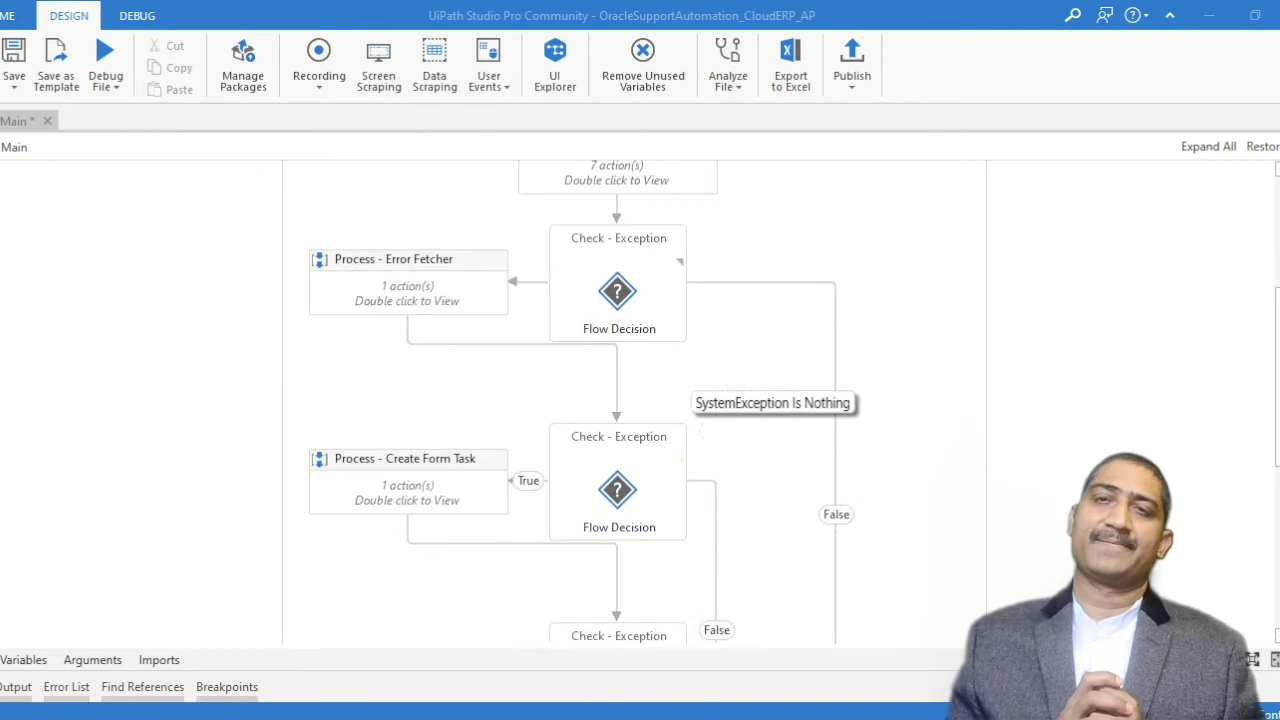 ME DESIGN DEBUG
UiPath Studio Pro Community - OracleSupportAutomation_CloudERP_AP
Save
Save as
Template
Debug
File
Cut
Copy
Paste
Manage
Packages
Recording
Screen
Scraping
Data
Scraping
User
Events
UI
Explorer
Remove Unused
Variables
Analyze
File
Export
to Excel
Publish
Main *
Main
Expand All Restor
7 action(s)
Double click to View
Check - Exception
Flow Decision
Process - Error Fetcher
1 action(s)
Double click to View
SystemException Is Nothing
Check - Exception
Flow Decision
Process - Create Form Task
1 action(s)
Double click to View
True
False
False
Check - Exception
Variables Arguments Imports
Output Error List Find References Breakpoints